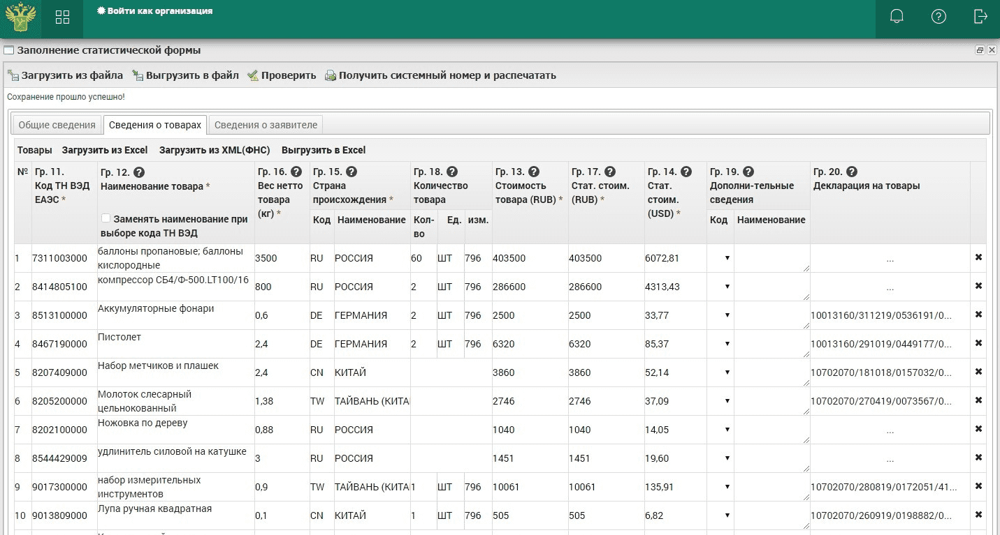 ✹ Войти как организация
Заполнение статистической формы
Загрузить из файла Выгрузить в файл Проверить Получить системный номер и распечатать
Сохранение прошло успешно!
Общие сведения Сведения о товарах Сведения о заявителе
Товары Загрузить из Excel Загрузить из XML(ФНС) Выгрузить в Excel
№ Гр. 11. Гр. 12. ? Гр. 16. ? Гр. 15. ? Гр. 18. ? Гр. 13. ? Гр. 17. ? Гр. 14. ? Гр. 19. ? Гр. 20. ?
Код ТН ВЭД Наименование товара * Вес нетто Страна Количество Стоимость Стат. стоим. Стат. Дополни-тельные Декларация на товары
ЕАЭС * товара происхождения * товара товара (RUB) * (RUB) * стоим. сведения
(кг) * (USD) *
Заменять наименование при Код Наименование Кол- Ед. изм. Код Наименование
выборе кода ТН ВЭД во
1 7311003000 баллоны пропановые; баллоны 3500 RU РОССИЯ 60 ШТ 796 403500 403500 6072,81 ▼ ...
кислородные
2 8414805100 компрессор СБ4/Ф-500.LT100/16 800 RU РОССИЯ 2 ШТ 796 286600 286600 4313,43 ▼ ...
3 8513100000 Аккумуляторные фонари 0,6 DE ГЕРМАНИЯ 2 ШТ 796 2500 2500 33,77 ▼ 10013160/311219/0536191/0...
4 8467190000 Пистолет 2,4 DE ГЕРМАНИЯ 2 ШТ 796 6320 6320 85,37 ▼ 10013160/291019/0449177/0...
5 8207409000 Набор метчиков и плашек 2,4 CN КИТАЙ 3860 3860 52,14 ▼ 10702070/181018/0157032/0...
6 8205200000 Молоток слесарный 1,38 TW ТАЙВАНЬ (КИТА 2746 2746 37,09 ▼ 10702070/270419/0073567/0...
цельнокованный
7 8202100000 Ножовка по дереву 0,88 RU РОССИЯ 1040 1040 14,05 ▼ ...
8 8544429009 удлинитель силовой на катушке 3 RU РОССИЯ 1451 1451 19,60 ▼ ...
9 9017300000 набор измерительных 0,9 TW ТАЙВАНЬ (КИТА 1 ШТ 796 10061 10061 135,91 ▼ 10702070/280819/0172051/41...
инструментов
10 9013809000 Лупа ручная квадратная 0,1 CN КИТАЙ 1 ШТ 796 505 505 6,82 ▼ 10702070/260919/0198882/0...